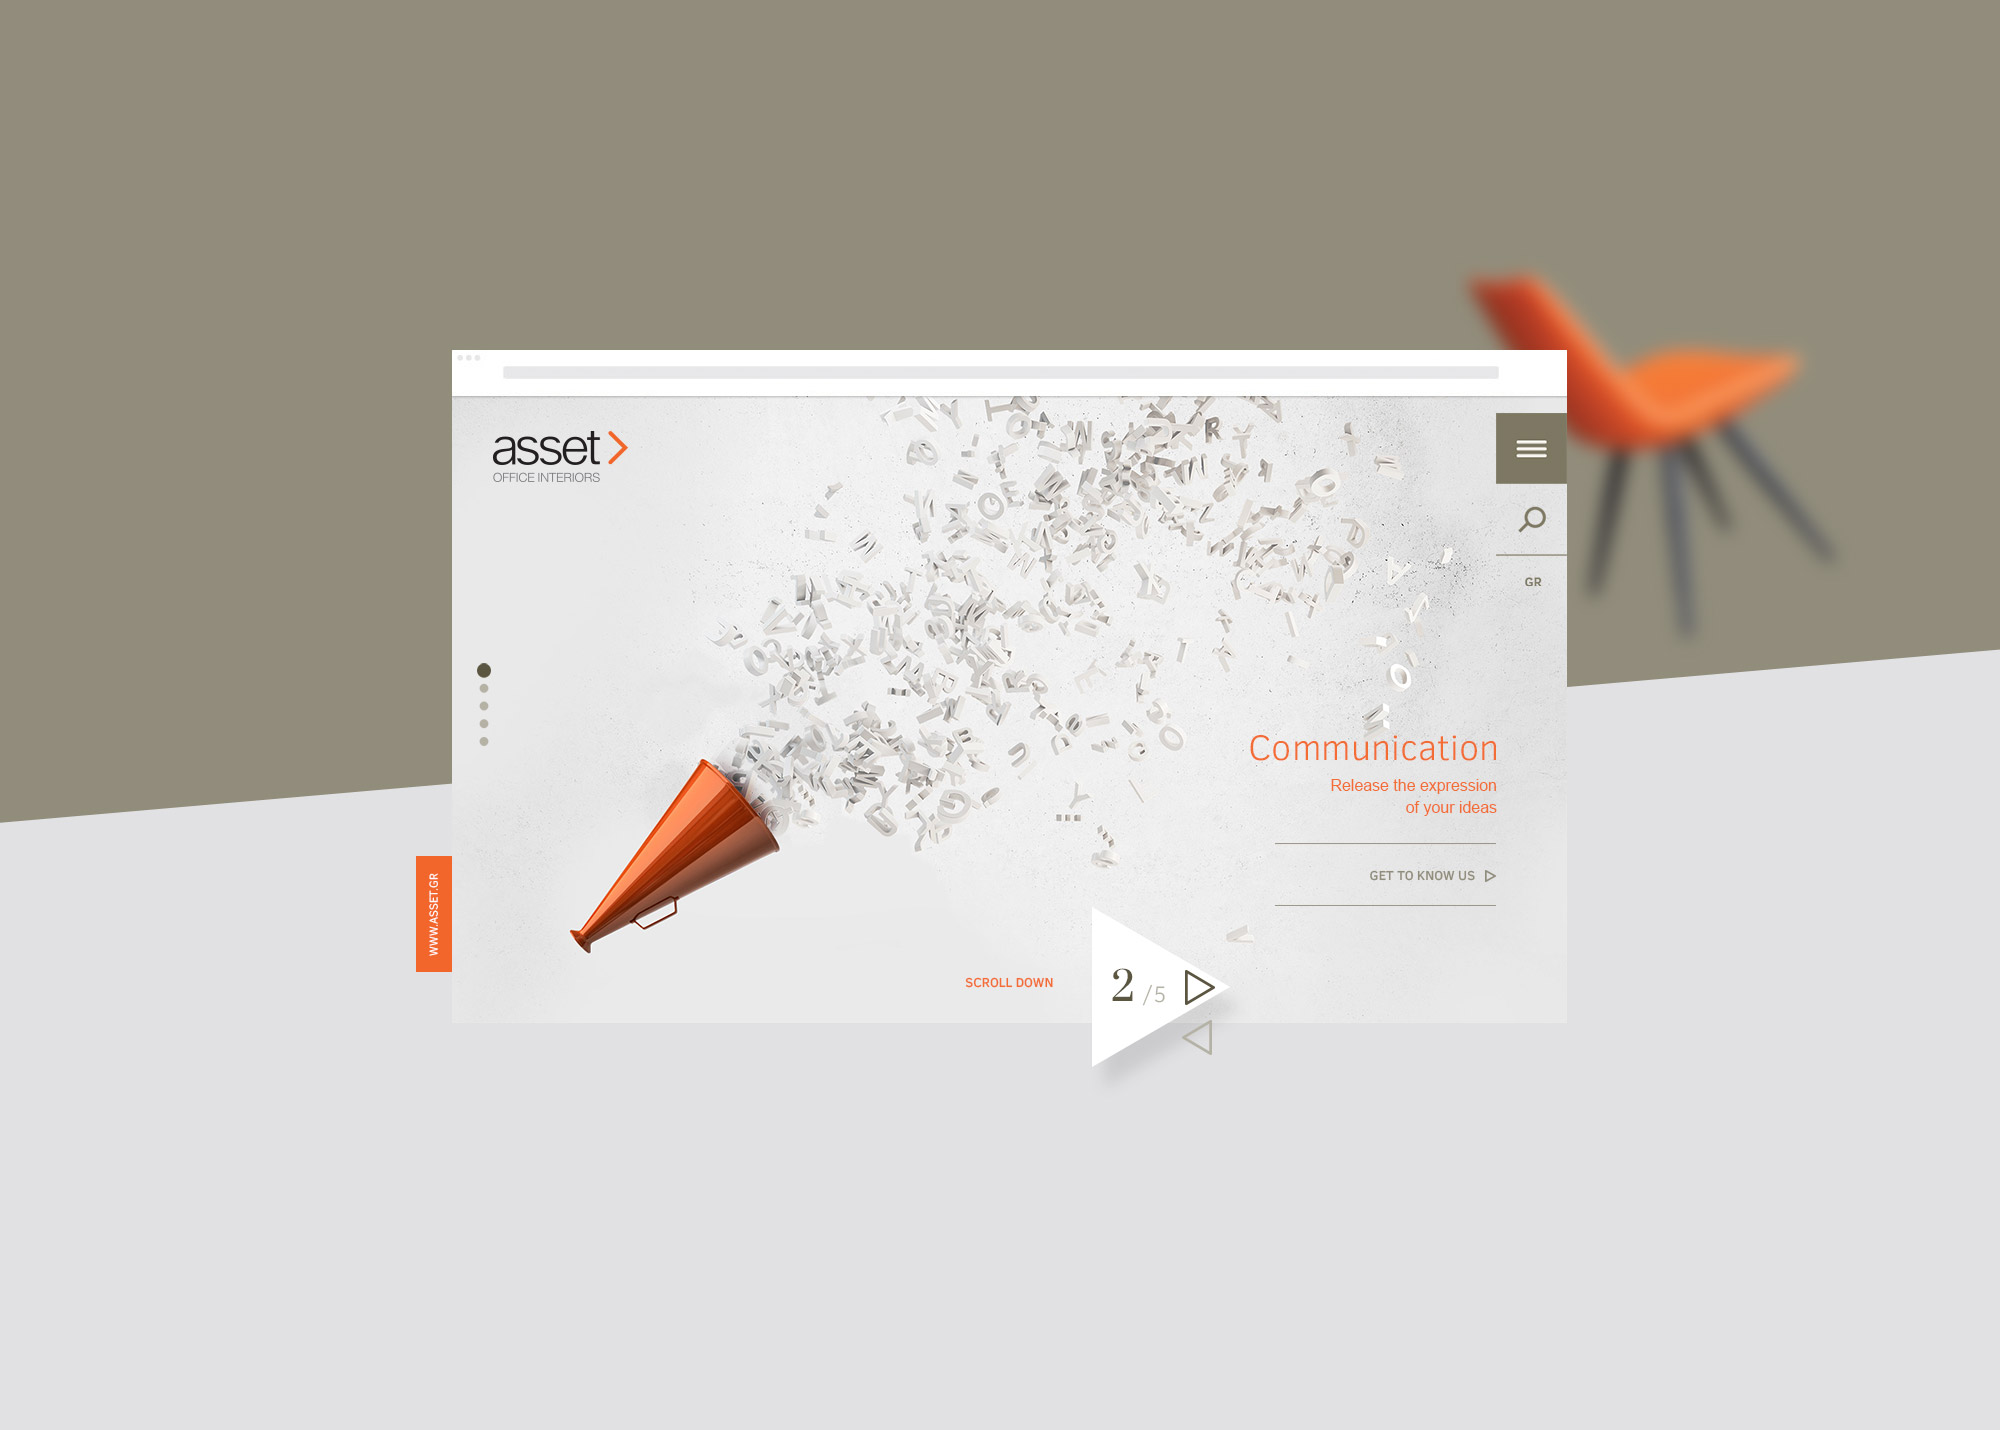 asset
OFFICE INTERIORS
GR
Communication
Release the expression
of your ideas
GET TO KNOW US
WWW.ASSET.GR
SCROLL DOWN
2 /5